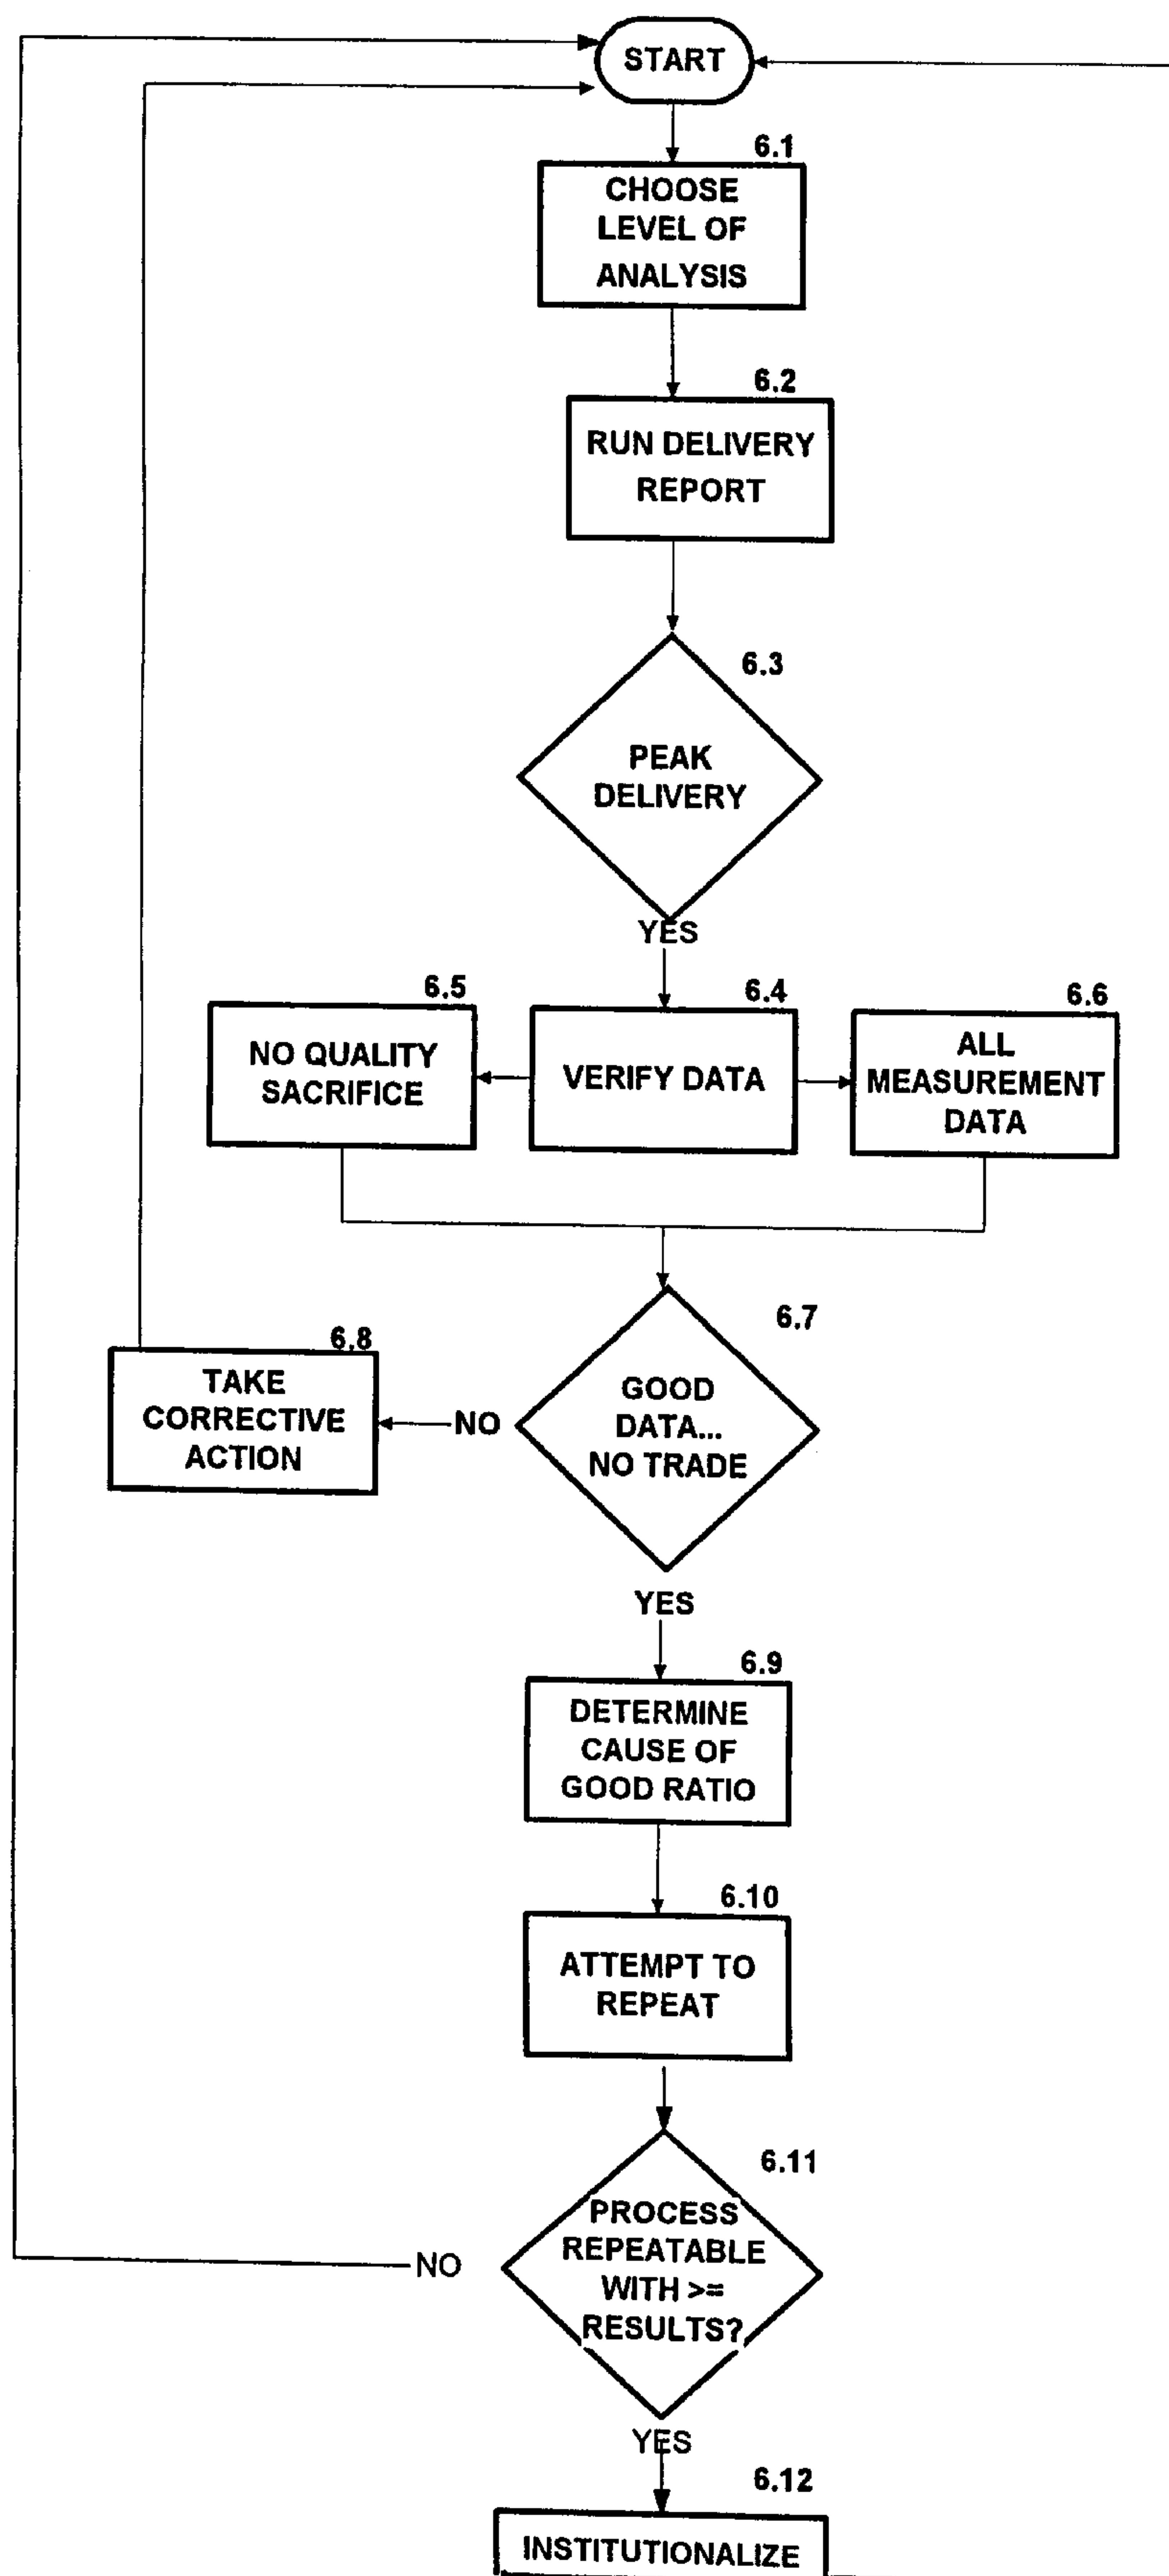 START
6.1
CHOOSE
LEVEL OF
ANALYSIS
6.2
RUN DELIVERY
REPORT
6.3
PEAK
DELIVERY
YES
6.5
NO QUALITY
SACRIFICE
6.4
VERIFY DATA
6.6
ALL
MEASUREMENT
DATA
6.7
GOOD
DATA...
NO TRADE
6.8
TAKE
CORRECTIVE
ACTION
NO
YES
6.9
DETERMINE
CAUSE OF
GOOD RATIO
6.10
ATTEMPT TO
REPEAT
6.11
PROCESS
REPEATABLE
WITH >=
RESULTS?
NO
YES
6.12
INSTITUTIONALIZE